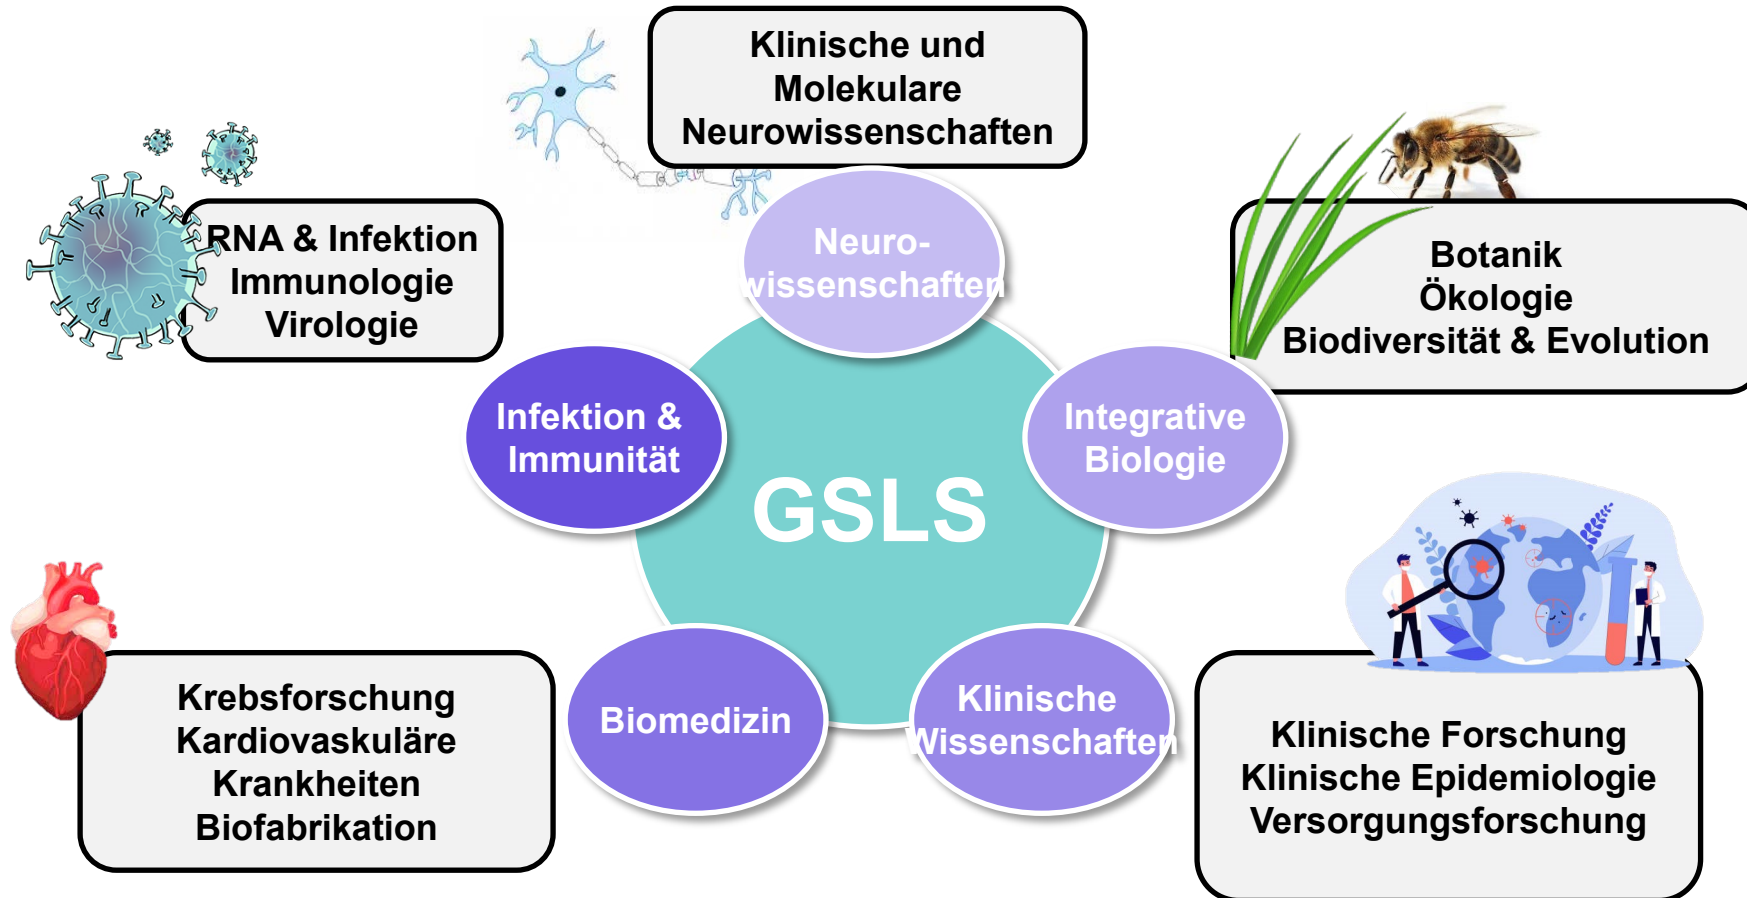 Klinische und
Molekulare
Neurowissenschaften
RNA & Infektion
Immunologie
Virologie
Neuro-
wissenschaften
Botanik
Ökologie
Biodiversität & Evolution
Infektion &
Immunität
Integrative
Biologie
GSLS
Krebsforschung
Kardiovaskuläre
Krankheiten
Biofabrikation
Biomedizin
Klinische
Wissenschaften
Klinische Forschung
Klinische Epidemiologie
Versorgungsforschung